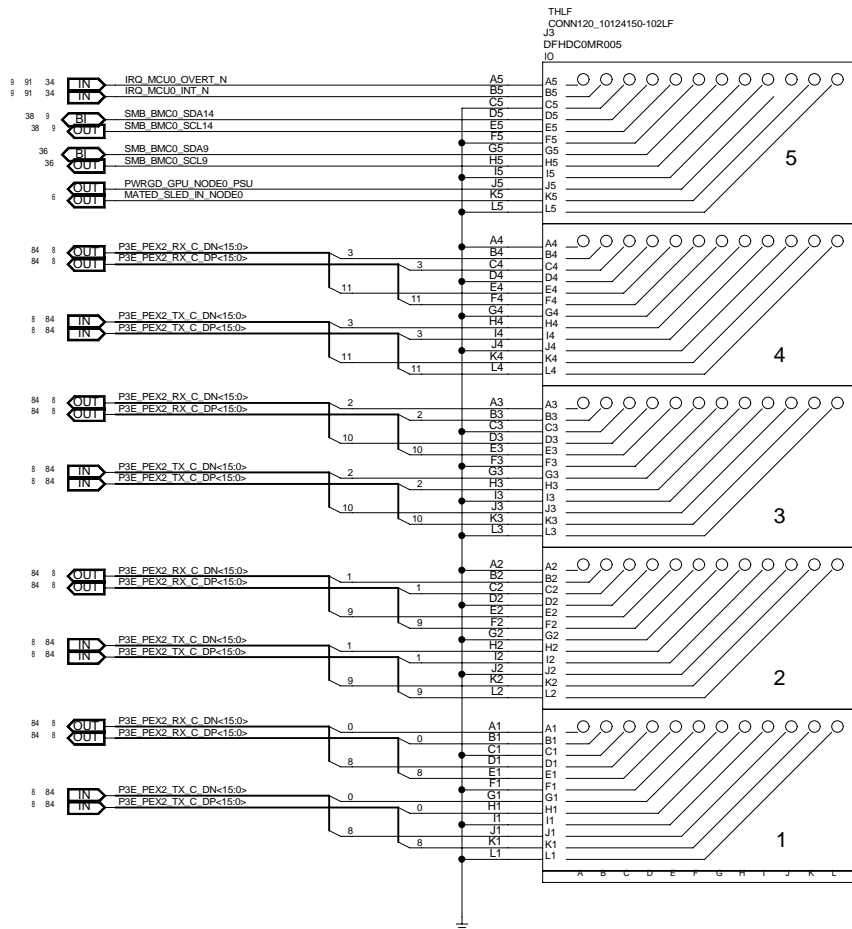 THLF
CONN120_10124150-102LF
J3
DFHDC0MR005
IO
9 91 34 IN IRQ_MCU0_OVERT_N A5 A5
9 91 34 IN IRQ_MCU0_INT_N B5 B5
C5 C5
38 9 BI SMB_BMC0_SDA14 D5 D5
38 9 OUT SMB_BMC0_SCL14 E5 E5
F5 F5
36 BI SMB_BMC0_SDA9 G5 G5
36 OUT SMB_BMC0_SCL9 H5 H5
I5 I5
OUT PWRGD_GPU_NODE0_PSU J5 J5
6 OUT MATED_SLED_IN_NODE0 K5 K5
L5 L5
5
A4 A4
84 8 OUT P3E_PEX2_RX_C_DN<15:0> 3 B4 B4
84 8 OUT P3E_PEX2_RX_C_DP<15:0> 3 C4 C4
D4 D4
11 E4 E4
11 F4 F4
G4 G4
8 84 IN P3E_PEX2_TX_C_DN<15:0> 3 H4 H4
8 84 IN P3E_PEX2_TX_C_DP<15:0> 3 I4 I4
J4 J4
11 K4 K4
11 L4 L4
4
84 8 OUT P3E_PEX2_RX_C_DN<15:0> 2 A3 A3
84 8 OUT P3E_PEX2_RX_C_DP<15:0> 2 B3 B3
C3 C3
10 D3 D3
10 E3 E3
F3 F3
8 84 IN P3E_PEX2_TX_C_DN<15:0> 2 G3 G3
8 84 IN P3E_PEX2_TX_C_DP<15:0> 2 H3 H3
I3 I3
10 J3 J3
10 K3 K3
L3 L3
3
A2 A2
84 8 OUT P3E_PEX2_RX_C_DN<15:0> 1 B2 B2
84 8 OUT P3E_PEX2_RX_C_DP<15:0> 1 C2 C2
D2 D2
9 E2 E2
9 F2 F2
G2 G2
8 84 IN P3E_PEX2_TX_C_DN<15:0> 1 H2 H2
8 84 IN P3E_PEX2_TX_C_DP<15:0> 1 I2 I2
J2 J2
9 K2 K2
9 L2 L2
2
84 8 OUT P3E_PEX2_RX_C_DN<15:0> 0 A1 A1
84 8 OUT P3E_PEX2_RX_C_DP<15:0> 0 B1 B1
C1 C1
8 D1 D1
8 E1 E1
F1 F1
8 84 IN P3E_PEX2_TX_C_DN<15:0> 0 G1 G1
8 84 IN P3E_PEX2_TX_C_DP<15:0> 0 H1 H1
I1 I1
8 J1 J1
8 K1 K1
L1 L1
1
A B C D E F G H I J K L